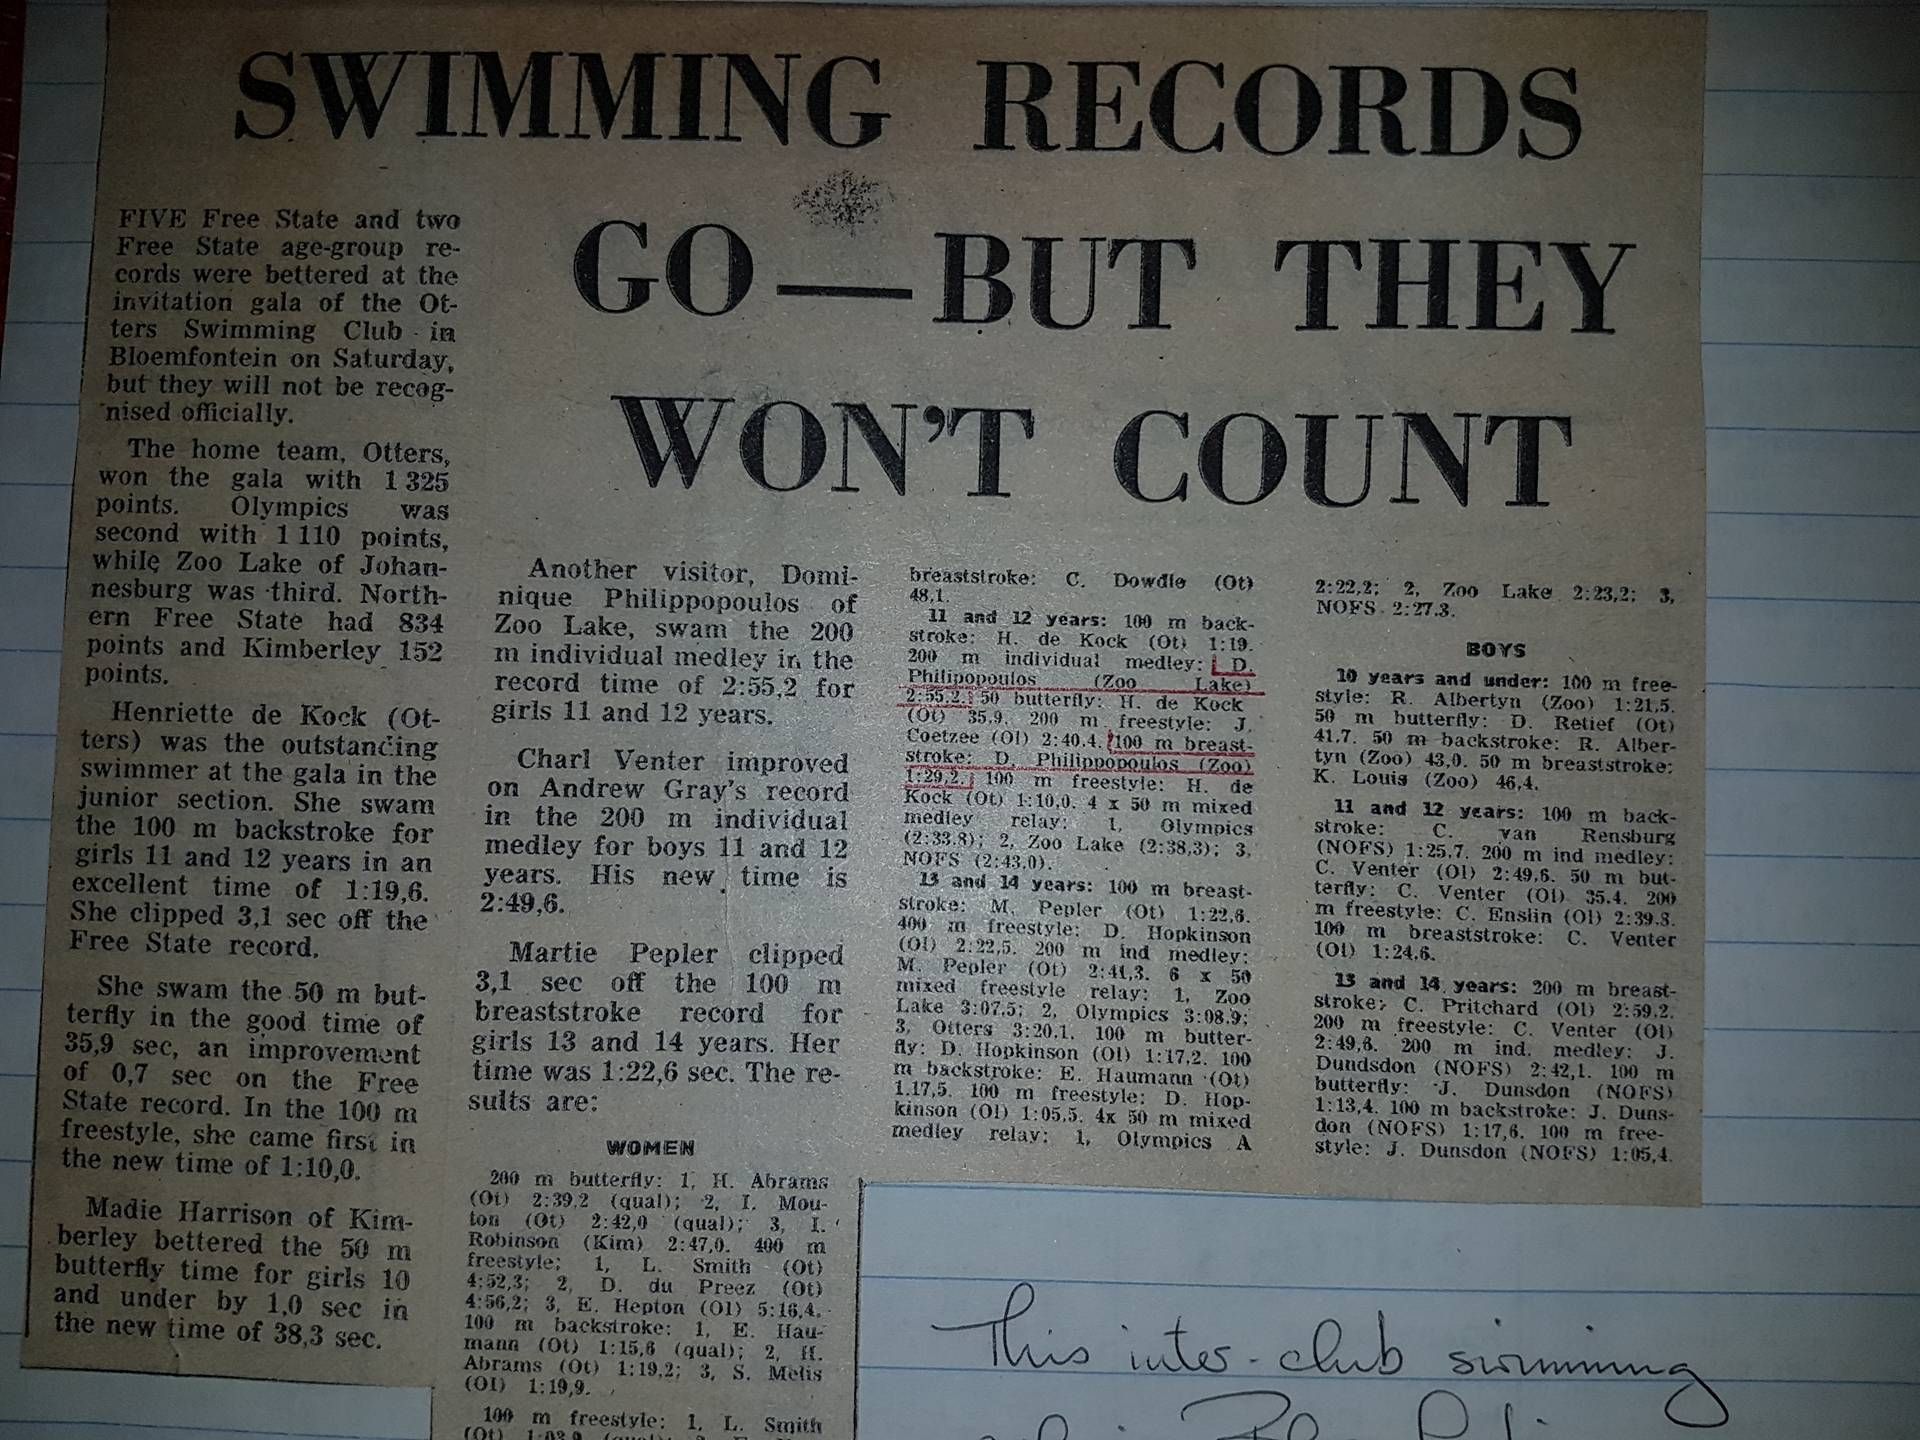 SWIMMING RECORDS
GO — BUT THEY
WON'T COUNT
FIVE Free State and two
Free State age-group re-
cords were bettered at the
invitation gala of the Ot-
ters Swimming Club in
Bloemfontein on Saturday,
but they will not be recog-
nised officially.
The home team, Otters,
won the gala with 1 325
points. Olympics was
second with 1 110 points,
while Zoo Lake of Johan-
nesburg was third. North-
ern Free State had 834
points and Kimberley 152
points.
Henriette de Kock (Ot-
ters) was the outstanding
swimmer at the gala in the
junior section. She swam
the 100 m backstroke for
girls 11 and 12 years in an
excellent time of 1:19,6.
She clipped 3,1 sec off the
Free State record.
She swam the 50 m but-
terfly in the good time of
35,9 sec, an improvement
of 0,7 sec on the Free
State record. In the 100 m
freestyle, she came first in
the new time of 1:10,0.
Madie Harrison of Kim-
berley bettered the 50 m
butterfly time for girls 10
and under by 1,0 sec in
the new time of 38,3 sec.
Another visitor, Domi-
nique Philippopoulos of
Zoo Lake, swam the 200
m individual medley in the
record time of 2:55,2 for
girls 11 and 12 years.
Charl Venter improved
on Andrew Gray's record
in the 200 m individual
medley for boys 11 and 12
years. His new time is
2:49,6.
Martie Pepler clipped
3,1 sec off the 100 m
breaststroke record for
girls 13 and 14 years. Her
time was 1:22,6 sec. The re-
sults are:
WOMEN
200 m butterfly: 1, H. Abrams
(Ot) 2:39,2 (qual); 2, I. Mou-
ton (Ot) 2:42,0 (qual); 3, I.
Robinson (Kim) 2:47,0. 400 m
freestyle; 1, L. Smith (Ot)
4:52,3; 2, D. du Preez (Ot)
4:56,2; 3, E. Hepton (Ol) 5:16,4.
100 m backstroke: 1, E. Hau-
mann (Ot) 1:15,6 (qual); 2, H.
Abrams (Ot) 1:19,2; 3, S. Melis
(Ol) 1:19,9.
100 m freestyle: 1, L. Smith
breaststroke: C. Dowdle (Ot)
48,1.
11 and 12 years: 100 m back-
stroke: H. de Kock (Ot) 1:19.
200 m individual medley: D.
Philipopoulos (Zoo Lake)
2:55,2. 50 butterfly: H. de Kock
(Ot) 35,9. 200 m freestyle: J.
Coetzee (Ol) 2:40,4. 100 m breast-
stroke: D. Philippopoulos (Zoo)
1:29,2. 100 m freestyle: H. de
Kock (Ot) 1:10,0. 4 x 50 m mixed
medley relay: 1, Olympics
(2:33.8); 2, Zoo Lake (2:38,3); 3,
NOFS (2:43,0).
13 and 14 years: 100 m breast-
stroke: M. Pepler (Ot) 1:22,6.
400 m freestyle: D. Hopkinson
(Ol) 2:22,5. 200 m ind medley:
M. Pepler (Ot) 2:41,3. 6 x 50
mixed freestyle relay: 1, Zoo
Lake 3:07,5; 2, Olympics 3:08,9;
3, Otters 3:20,1. 100 m butter-
fly: D. Hopkinson (Ol) 1:17,2. 100
m backstroke: E. Haumann (Ot)
1.17,5. 100 m freestyle: D. Hop-
kinson (Ol) 1:05,5. 4x 50 m mixed
medley relay: 1, Olympics A
2:22,2; 2, Zoo Lake 2:23,2; 3,
NOFS 2:27.3.
BOYS
10 years and under: 100 m free-
style: R. Albertyn (Zoo) 1:21,5.
50 m butterfly: D. Retief (Ot)
41.7. 50 m backstroke: R. Alber-
tyn (Zoo) 43,0. 50 m breaststroke:
K. Louis (Zoo) 46,4.
11 and 12 years: 100 m back-
stroke: C. van Rensburg
(NOFS) 1:25,7. 200 m ind medley:
C. Venter (Ol) 2:49,6. 50 m but-
terfly: C. Venter (Ol) 35.4. 200
m freestyle: C. Enslin (Ol) 2:39.8.
100 m breaststroke: C. Venter
(Ol) 1:24,6.
13 and 14 years: 200 m breast-
stroke; C. Pritchard (Ol) 2:59,2.
200 m freestyle: C. Venter (Ol)
2:49,6. 200 m ind. medley: J.
Dundsdon (NOFS) 2:42,1. 100 m
butterfly: J. Dunsdon (NOFS)
1:13,4. 100 m backstroke: J. Duns-
don (NOFS) 1:17,6. 100 m free-
style: J. Dunsdon (NOFS) 1:05,4.
This inter-club swimming